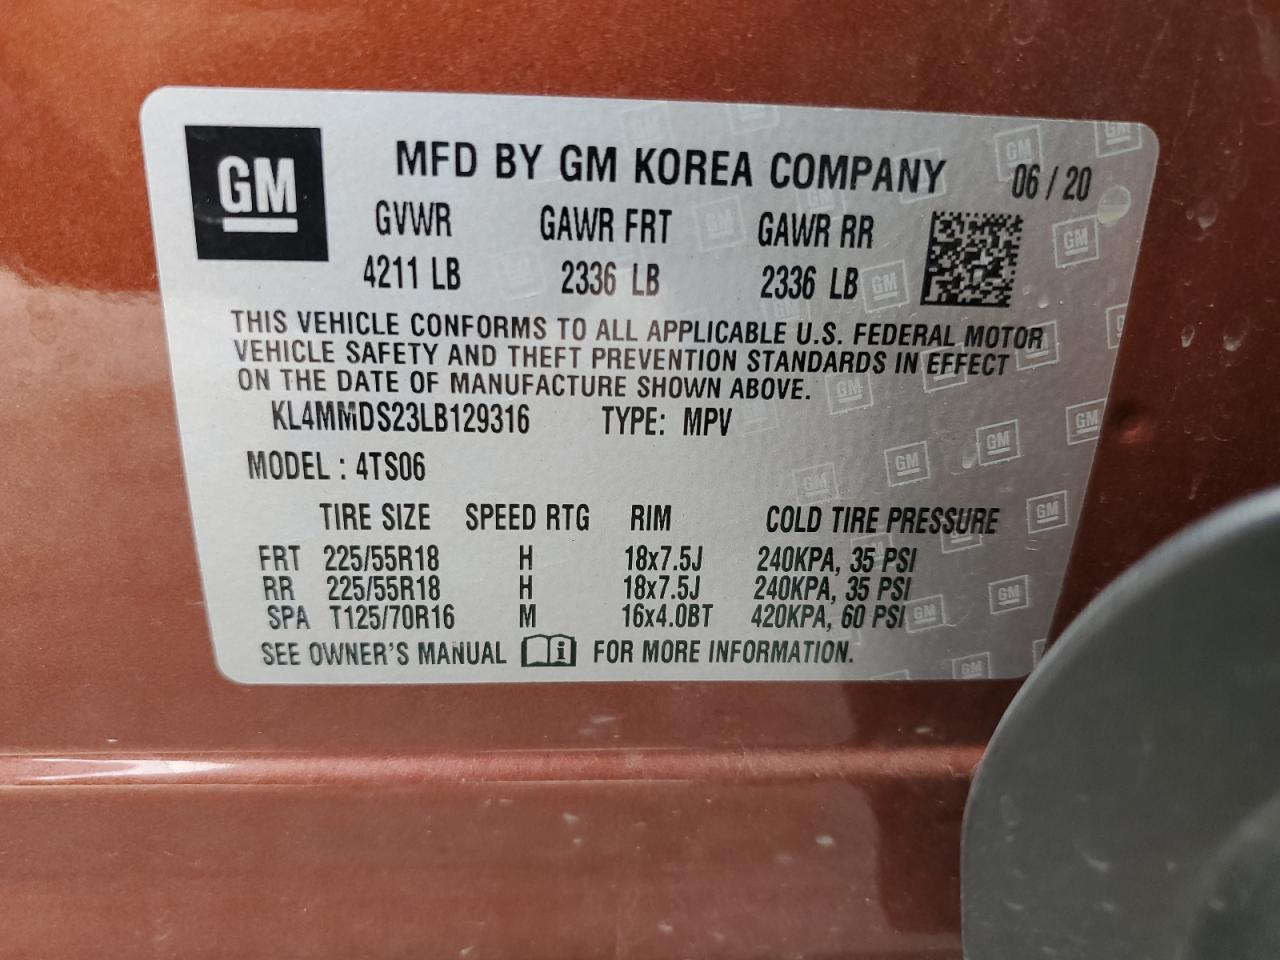 GM
MFD BY GM KOREA COMPANY 06 / 20
GVWR GAWR FRT GAWR RR
4211 LB 2336 LB 2336 LB
THIS VEHICLE CONFORMS TO ALL APPLICABLE U.S. FEDERAL MOTOR
VEHICLE SAFETY AND THEFT PREVENTION STANDARDS IN EFFECT
ON THE DATE OF MANUFACTURE SHOWN ABOVE.
KL4MMDS23LB129316 TYPE: MPV
MODEL : 4TS06
TIRE SIZE SPEED RTG RIM COLD TIRE PRESSURE
FRT 225/55R18 H 18x7.5J 240KPA, 35 PSI
RR 225/55R18 H 18x7.5J 240KPA, 35 PSI
SPA T125/70R16 M 16x4.0BT 420KPA, 60 PSI
SEE OWNER'S MANUAL i FOR MORE INFORMATION.